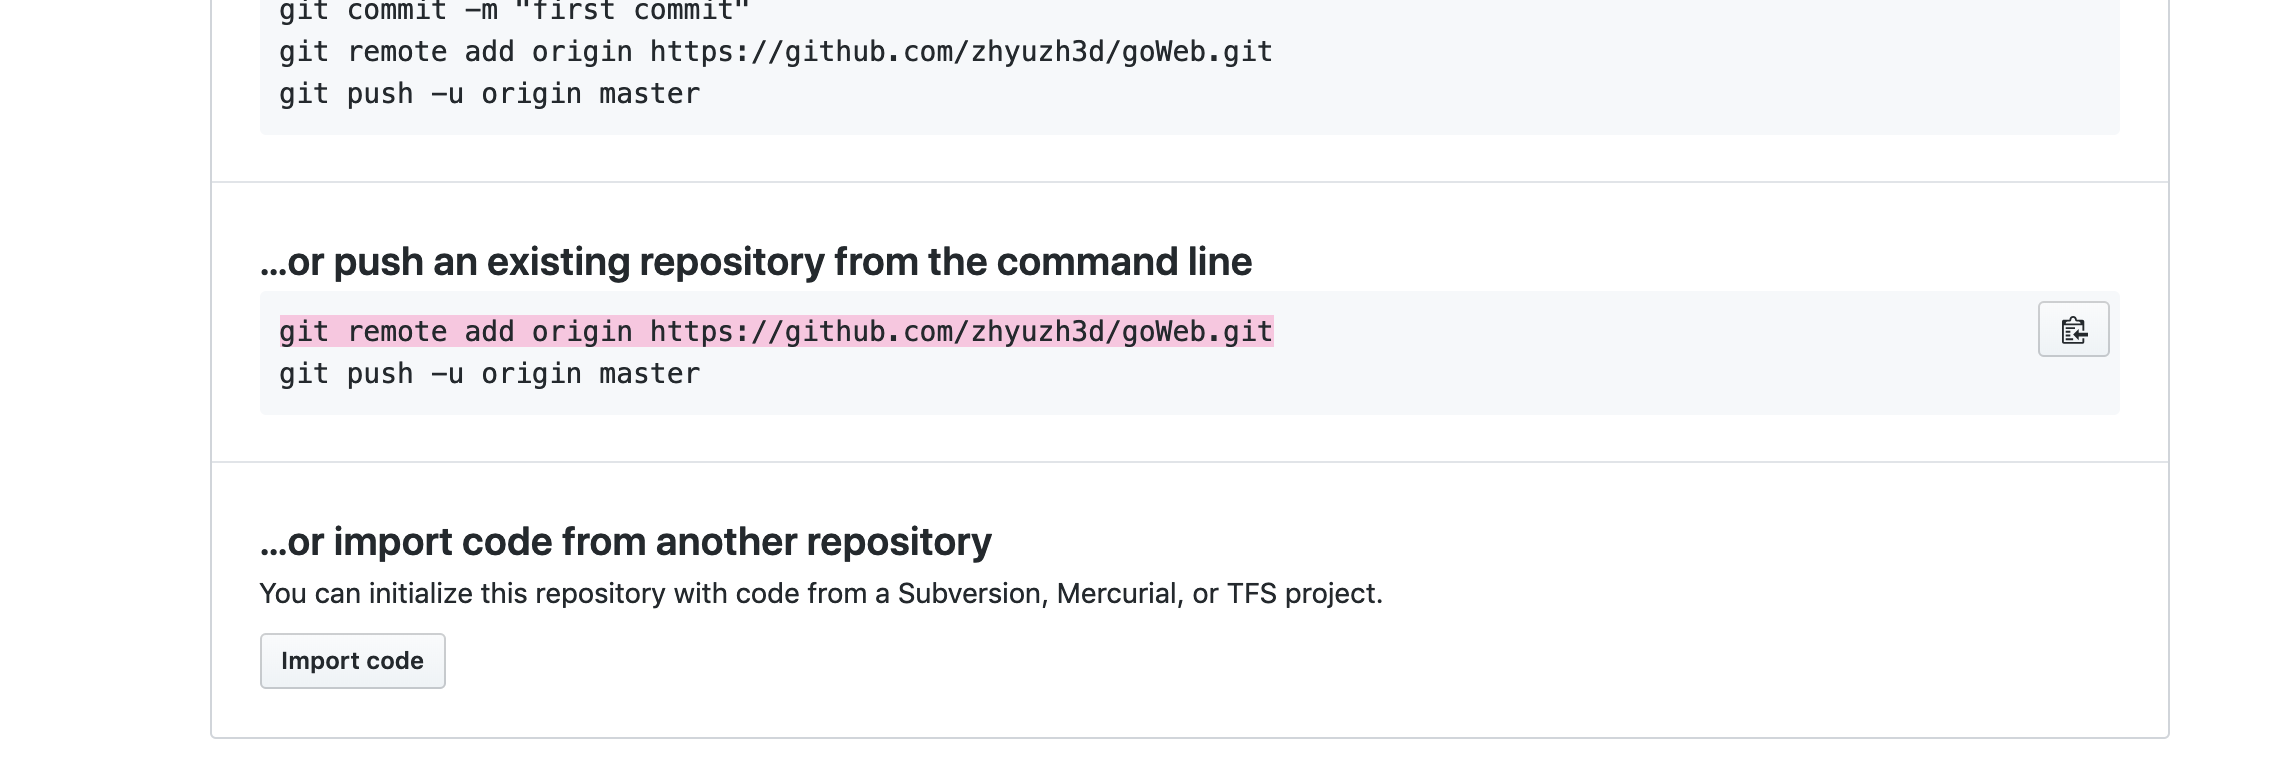 git commit -m "first commit"
git remote add origin https://github.com/zhyuzh3d/goWeb.git
git push -u origin master
…or push an existing repository from the command line
git remote add origin https://github.com/zhyuzh3d/goWeb.git
git push -u origin master
…or import code from another repository
You can initialize this repository with code from a Subversion, Mercurial, or TFS project.
Import code